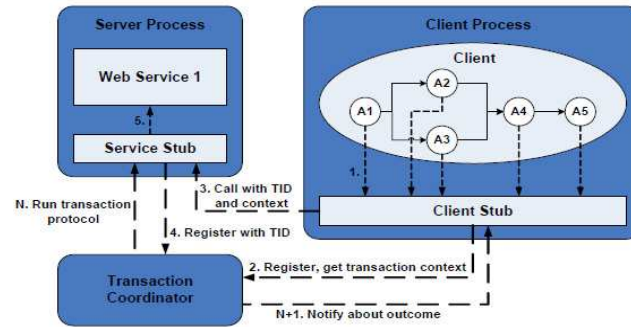 Server Process
Web Service 1
5.
Service Stub
Client Process
Client
A1
A2
A3
A4
A5
1.
Client Stub
3. Call with TID
and context
N. Run transaction
protocol
4. Register with TID
2. Register, get transaction context
Transaction
Coordinator
N+1. Notify about outcome